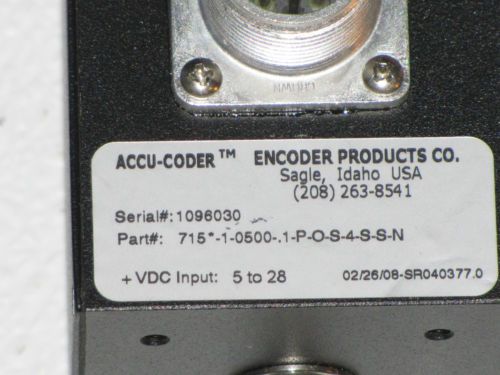 ACCU-CODER™ ENCODER PRODUCTS CO.
Sagle, Idaho USA
(208) 263-8541
Serial#: 1096030
Part#: 715*-1-0500-.1-P-O-S-4-S-S-N
+VDC Input: 5 to 28 02/26/08-SR040377.0